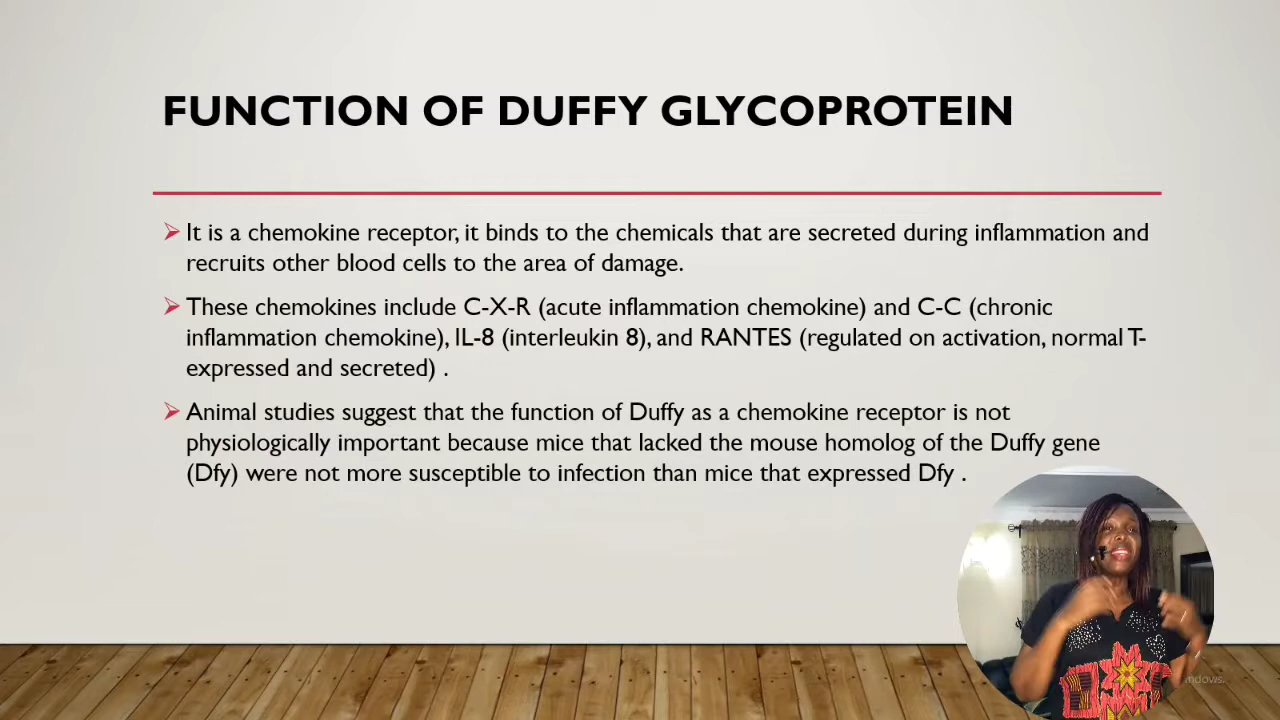 FUNCTION OF DUFFY GLYCOPROTEIN
It is a chemokine receptor, it binds to the chemicals that are secreted during inflammation and
recruits other blood cells to the area of damage.
These chemokines include C-X-R (acute inflammation chemokine) and C-C (chronic
inflammation chemokine), IL-8 (interleukin 8), and RANTES (regulated on activation, normal T-
expressed and secreted) .
Animal studies suggest that the function of Duffy as a chemokine receptor is not
physiologically important because mice that lacked the mouse homolog of the Duffy gene
(Dfy) were not more susceptible to infection than mice that expressed Dfy .